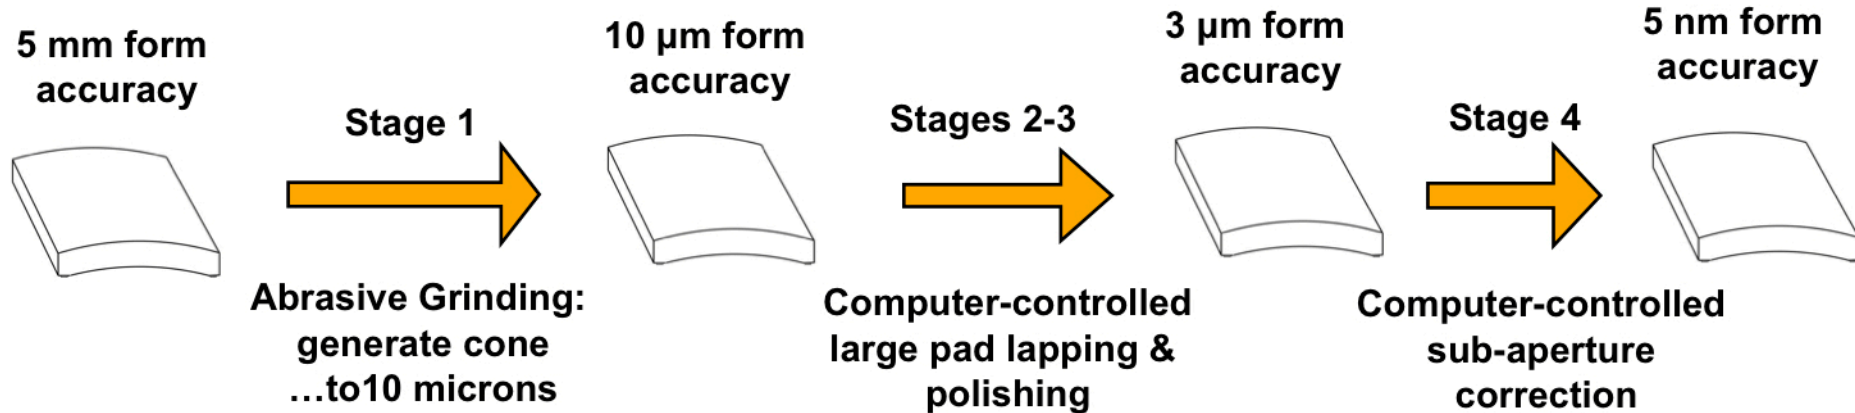 5 mm form
accuracy
Stage 1
Abrasive Grinding:
generate cone
...to10 microns
10 µm form
accuracy
Stages 2-3
Computer-controlled
large pad lapping &
polishing
3 µm form
accuracy
Stage 4
Computer-controlled
sub-aperture
correction
5 nm form
accuracy